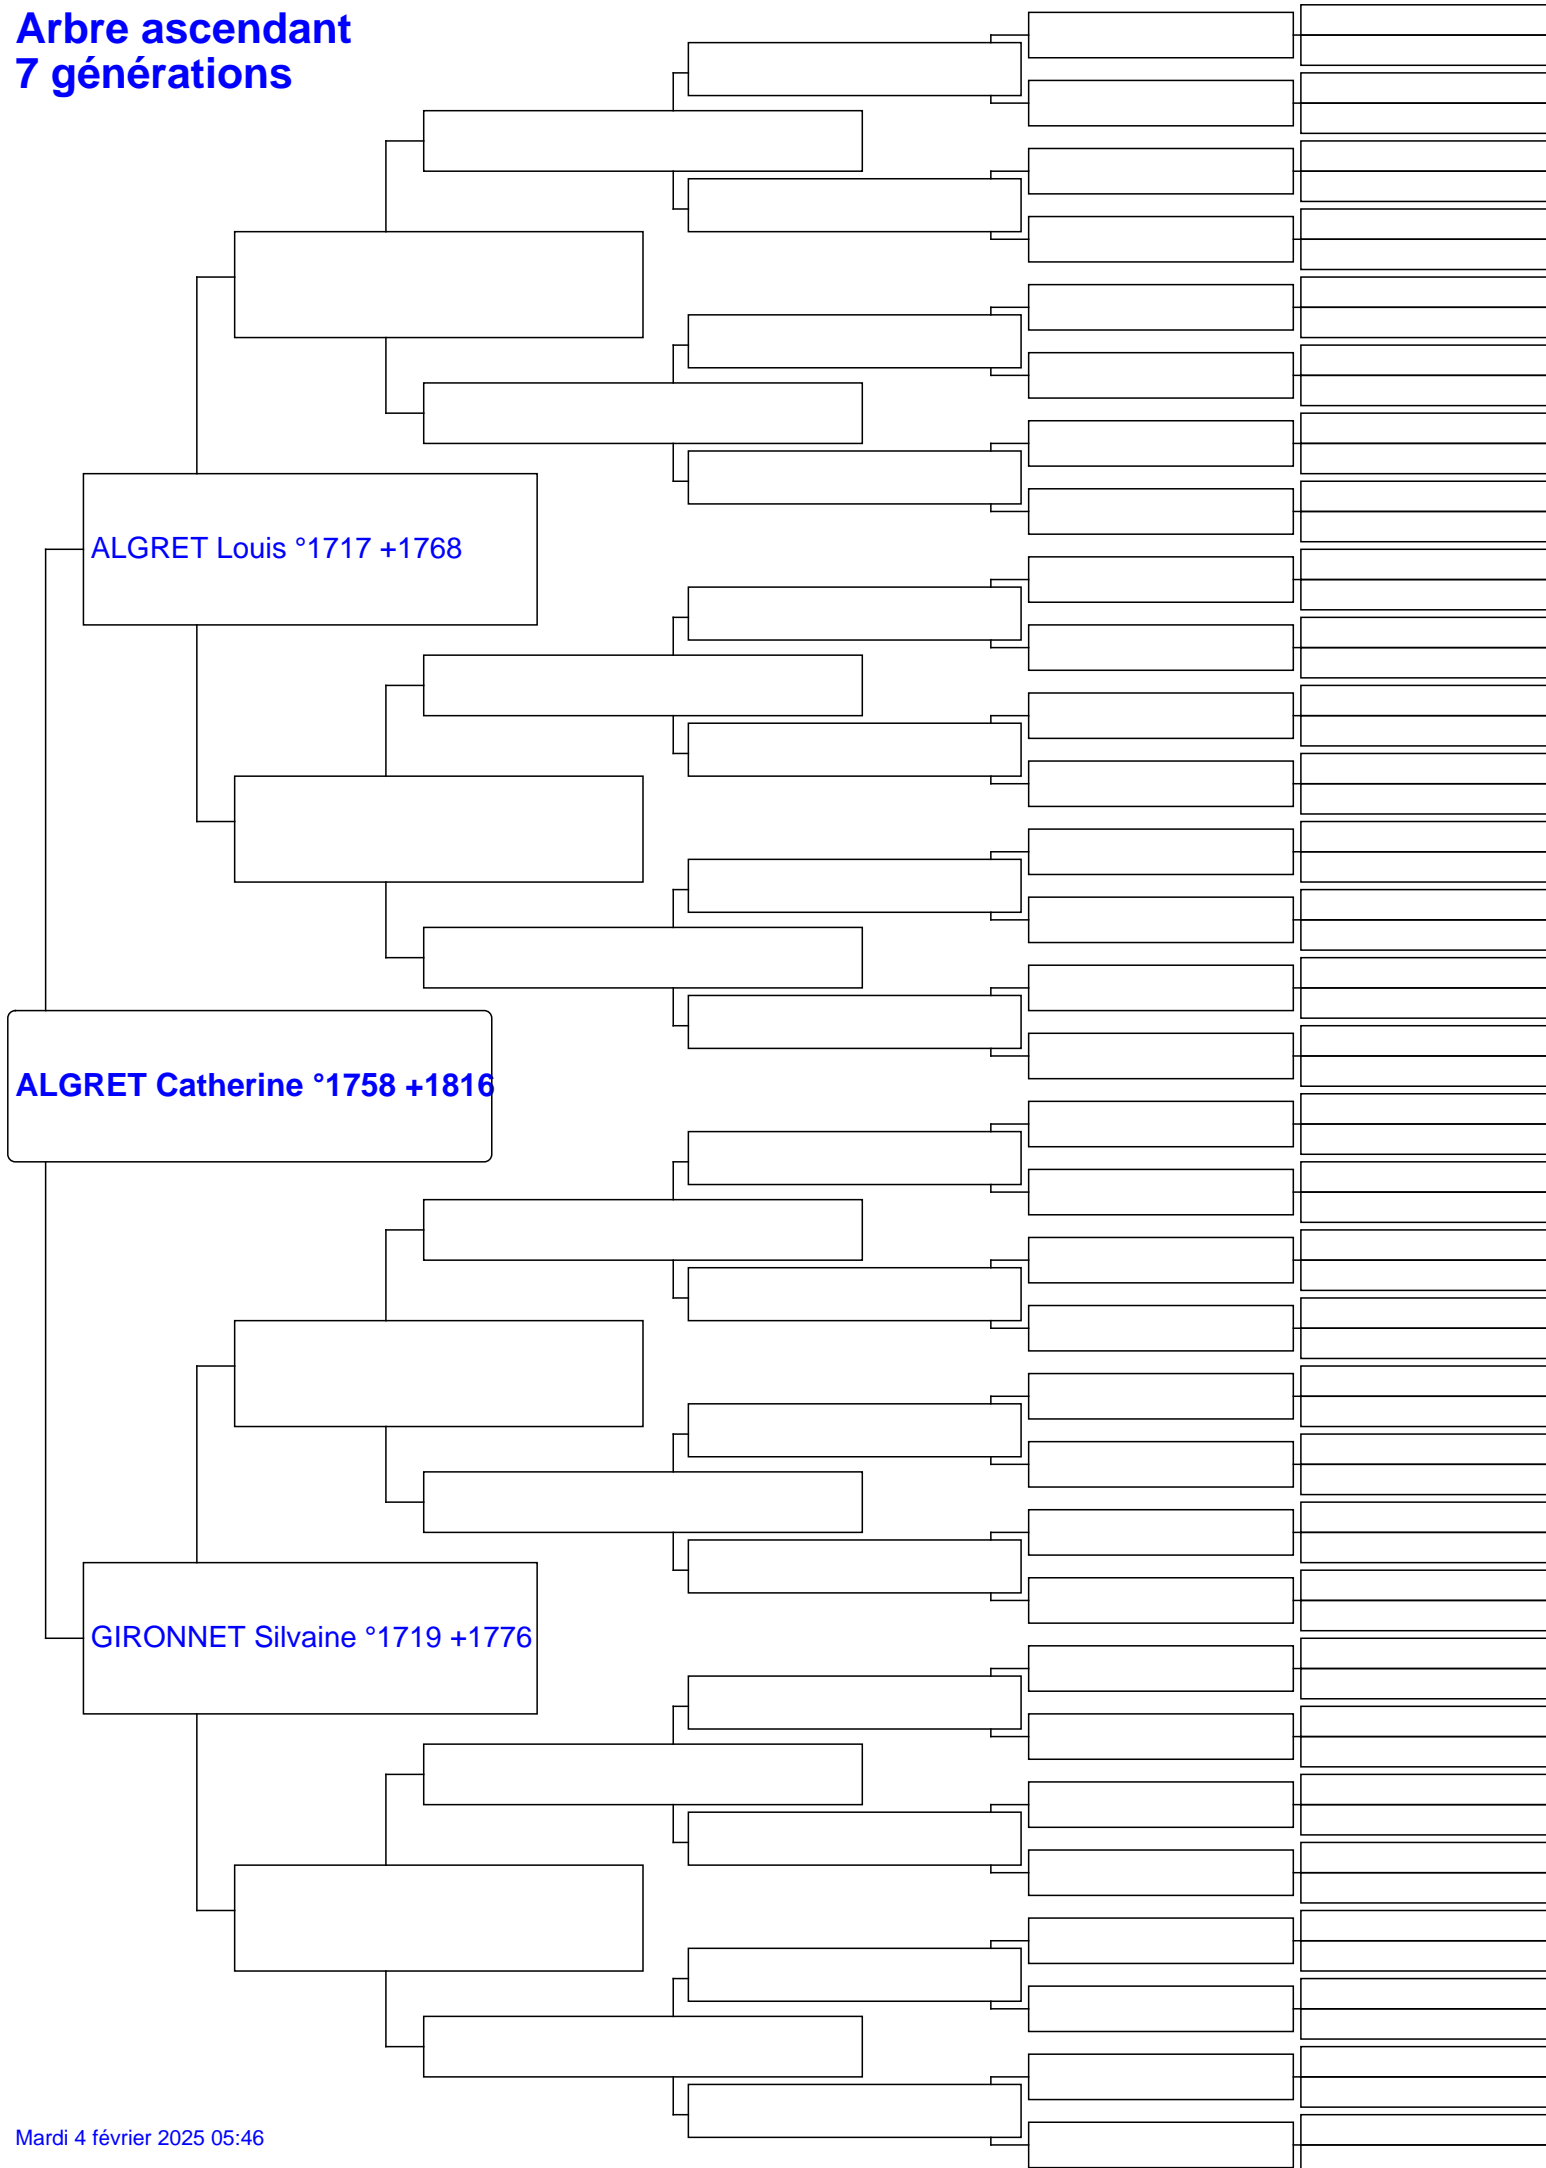 Arbre ascendant
7 générations
ALGRET Louis °1717 +1768
ALGRET Catherine °1758 +1816
GIRONNET Silvaine °1719 +1776
Mardi 4 février 2025 05:46